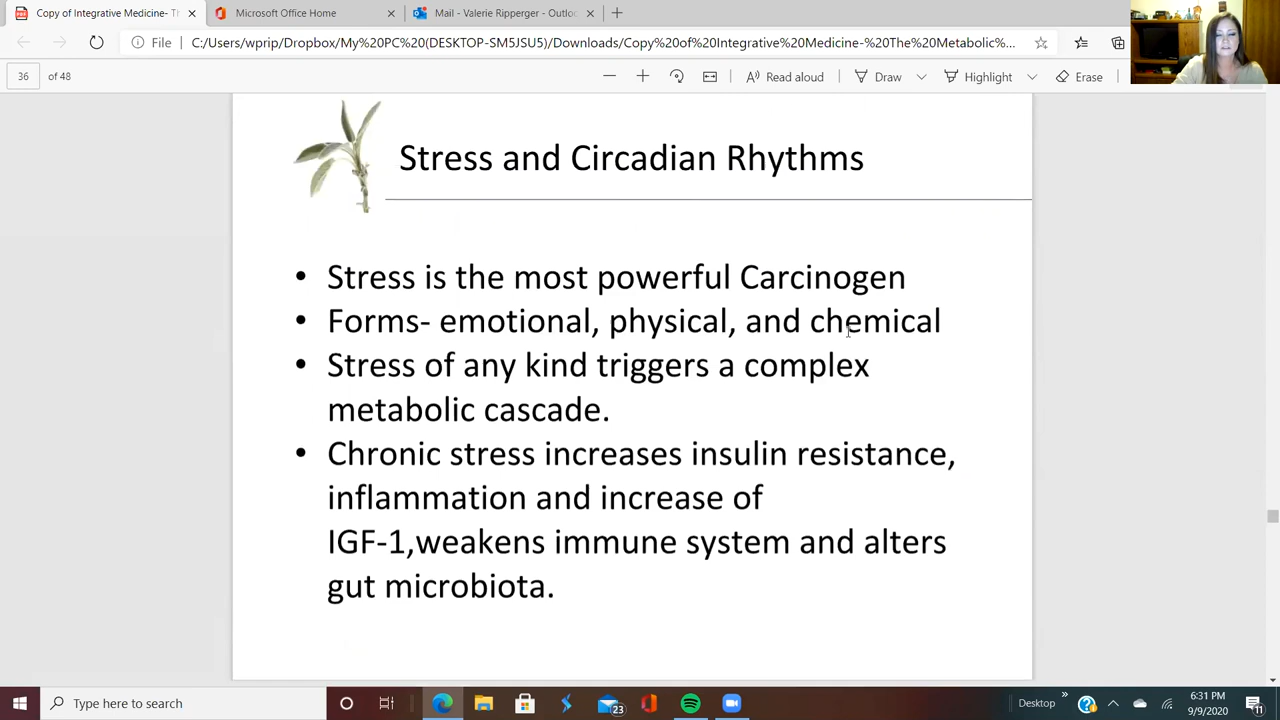 Copy of Integrative Medicine- Th
Microsoft Office Home
Mail - Valerie Ripperger - Outloo
File
C:/Users/wprip/Dropbox/My%20PC%20(DESKTOP-SM5JSU5)/Downloads/Copy%20of%20Integrative%20Medicine-%20The%20Metabolic%...
36
of 48
Read aloud
Draw
Highlight
Erase
Stress and Circadian Rhythms
• Stress is the most powerful Carcinogen
• Forms- emotional, physical, and chemical
• Stress of any kind triggers a complex
metabolic cascade.
• Chronic stress increases insulin resistance,
inflammation and increase of
IGF-1,weakens immune system and alters
gut microbiota.
Type here to search
23
Desktop
6:31 PM
9/9/2020
11